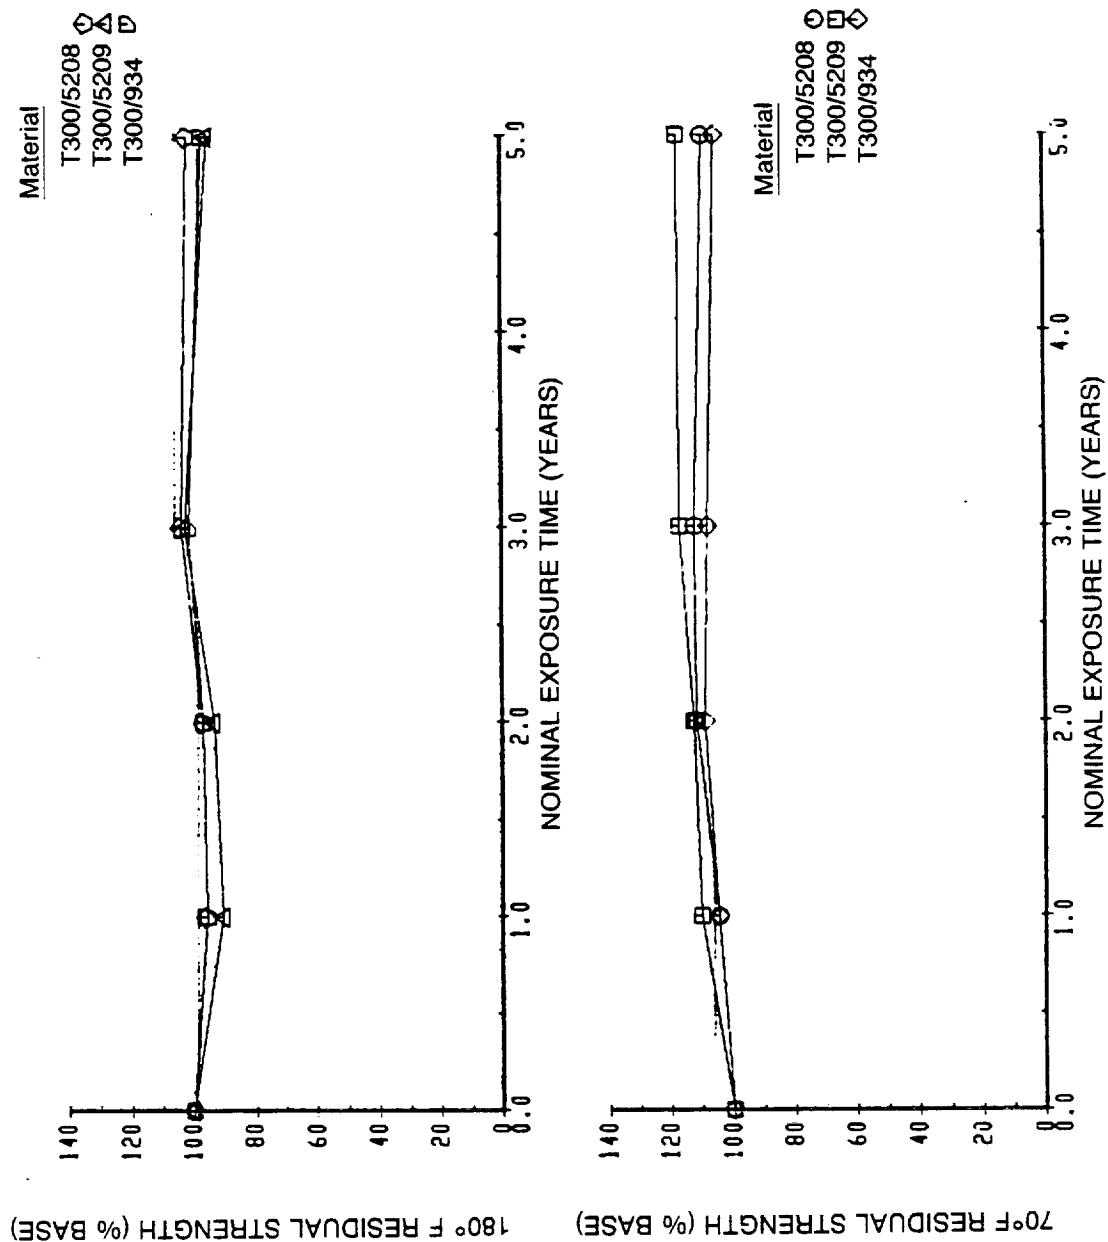 180° F RESIDUAL STRENGTH (% BASE)
140
120
100
80
60
40
20
0.0
1.0
2.0
3.0
4.0
5.0
NOMINAL EXPOSURE TIME (YEARS)
Material
T300/5208
T300/5209
T300/934
70°F RESIDUAL STRENGTH (% BASE)
140
120
100
80
60
40
20
0.0
1.0
2.0
3.0
4.0
5.0
NOMINAL EXPOSURE TIME (YEARS)
Material
T300/5208
T300/5209
T300/934